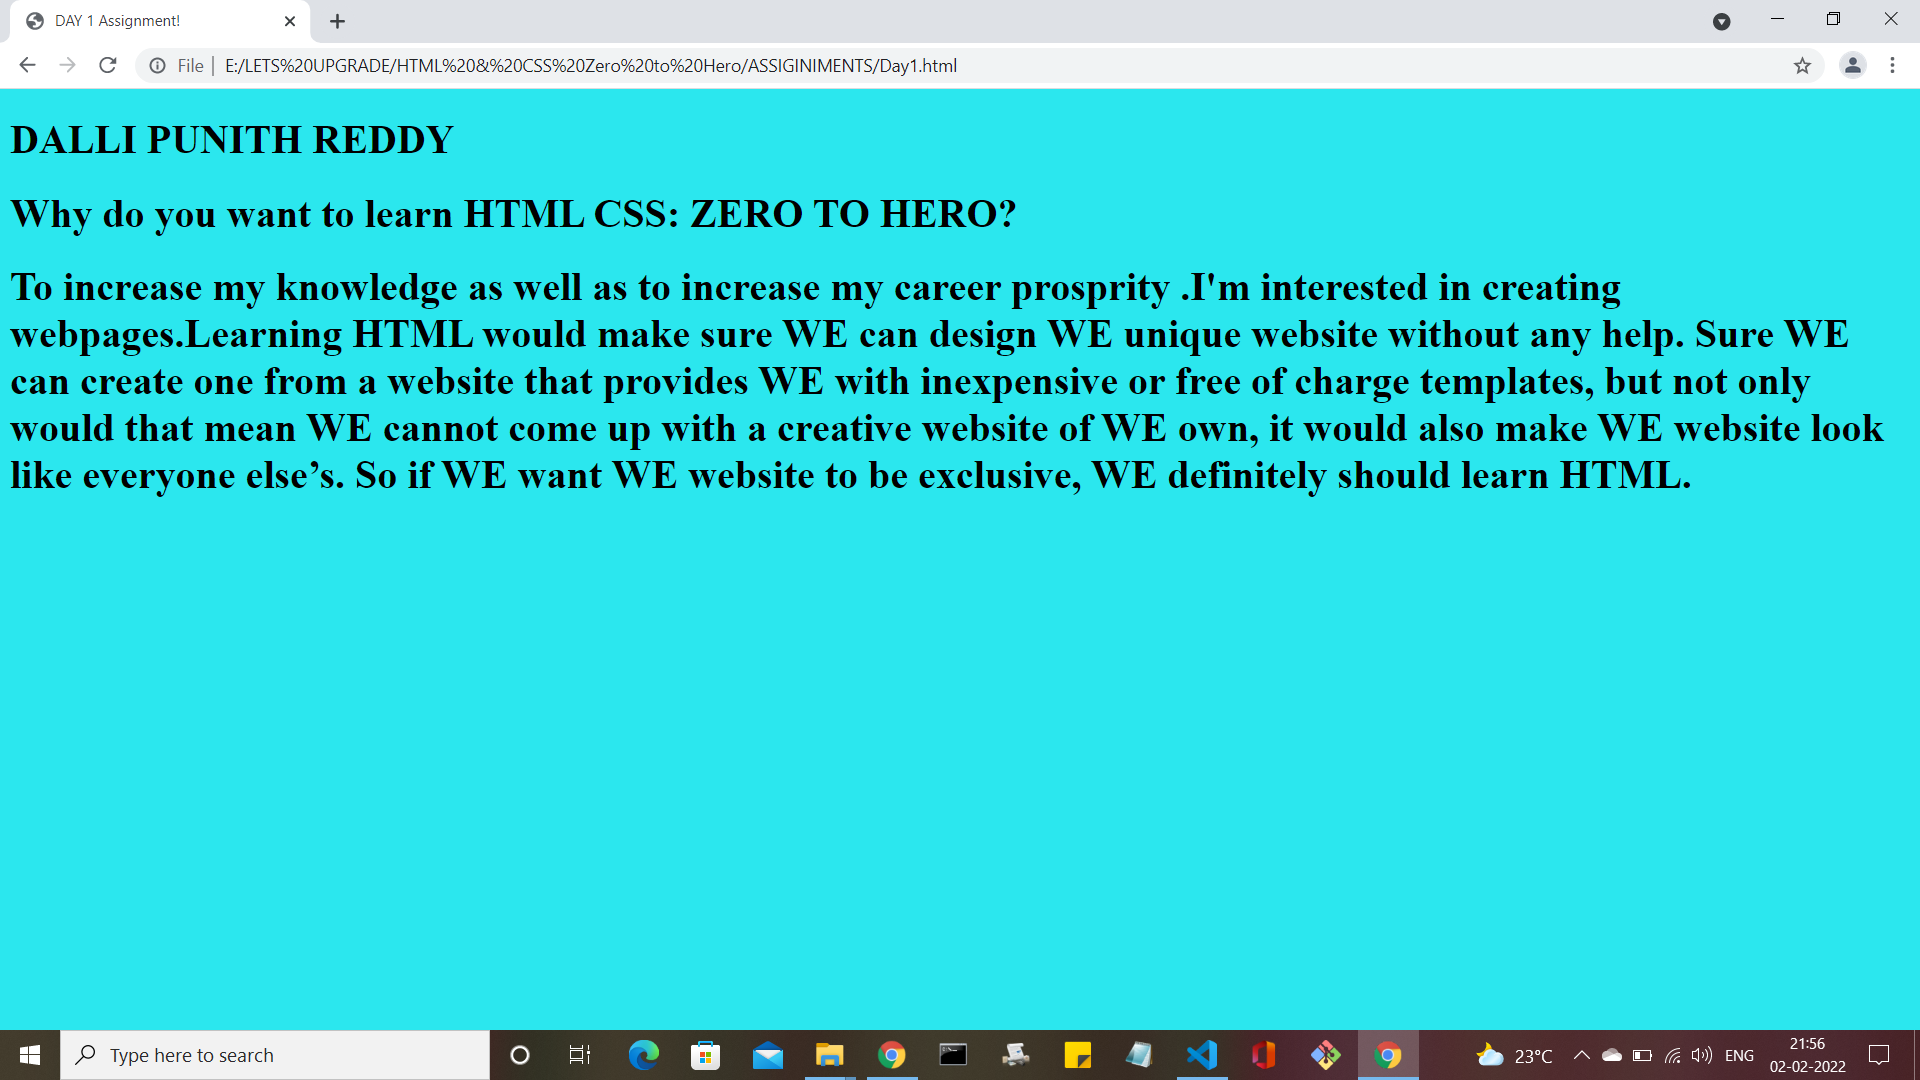 DAY 1 Assignment!
File
E:/LETS%20UPGRADE/HTML%20&%20CSS%20Zero%20to%20Hero/ASSIGINIMENTS/Day1.html
DALLI PUNITH REDDY
Why do you want to learn HTML CSS: ZERO TO HERO?
To increase my knowledge as well as to increase my career prosprity .I'm interested in creating
webpages.Learning HTML would make sure WE can design WE unique website without any help. Sure WE
can create one from a website that provides WE with inexpensive or free of charge templates, but not only
would that mean WE cannot come up with a creative website of WE own, it would also make WE website look
like everyone else’s. So if WE want WE website to be exclusive, WE definitely should learn HTML.
Type here to search
23°C
ENG
21:56
02-02-2022